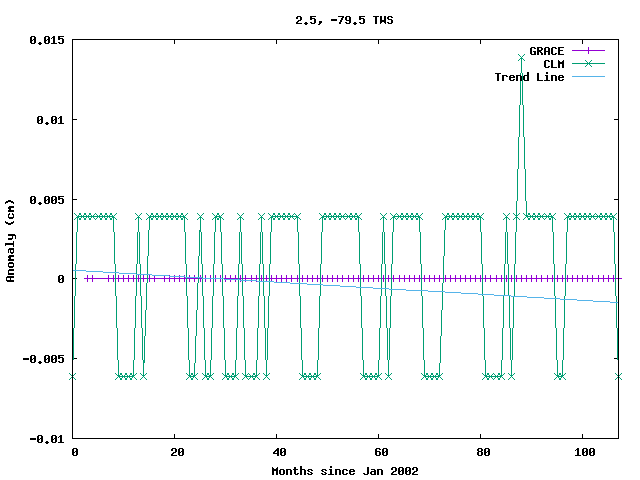 2.5, -79.5 TWS
0.015
0.01
0.005
0
-0.005
-0.01
Anomaly (cm)
GRACE
CLM
Trend Line
0 20 40 60 80 100
Months since Jan 2002